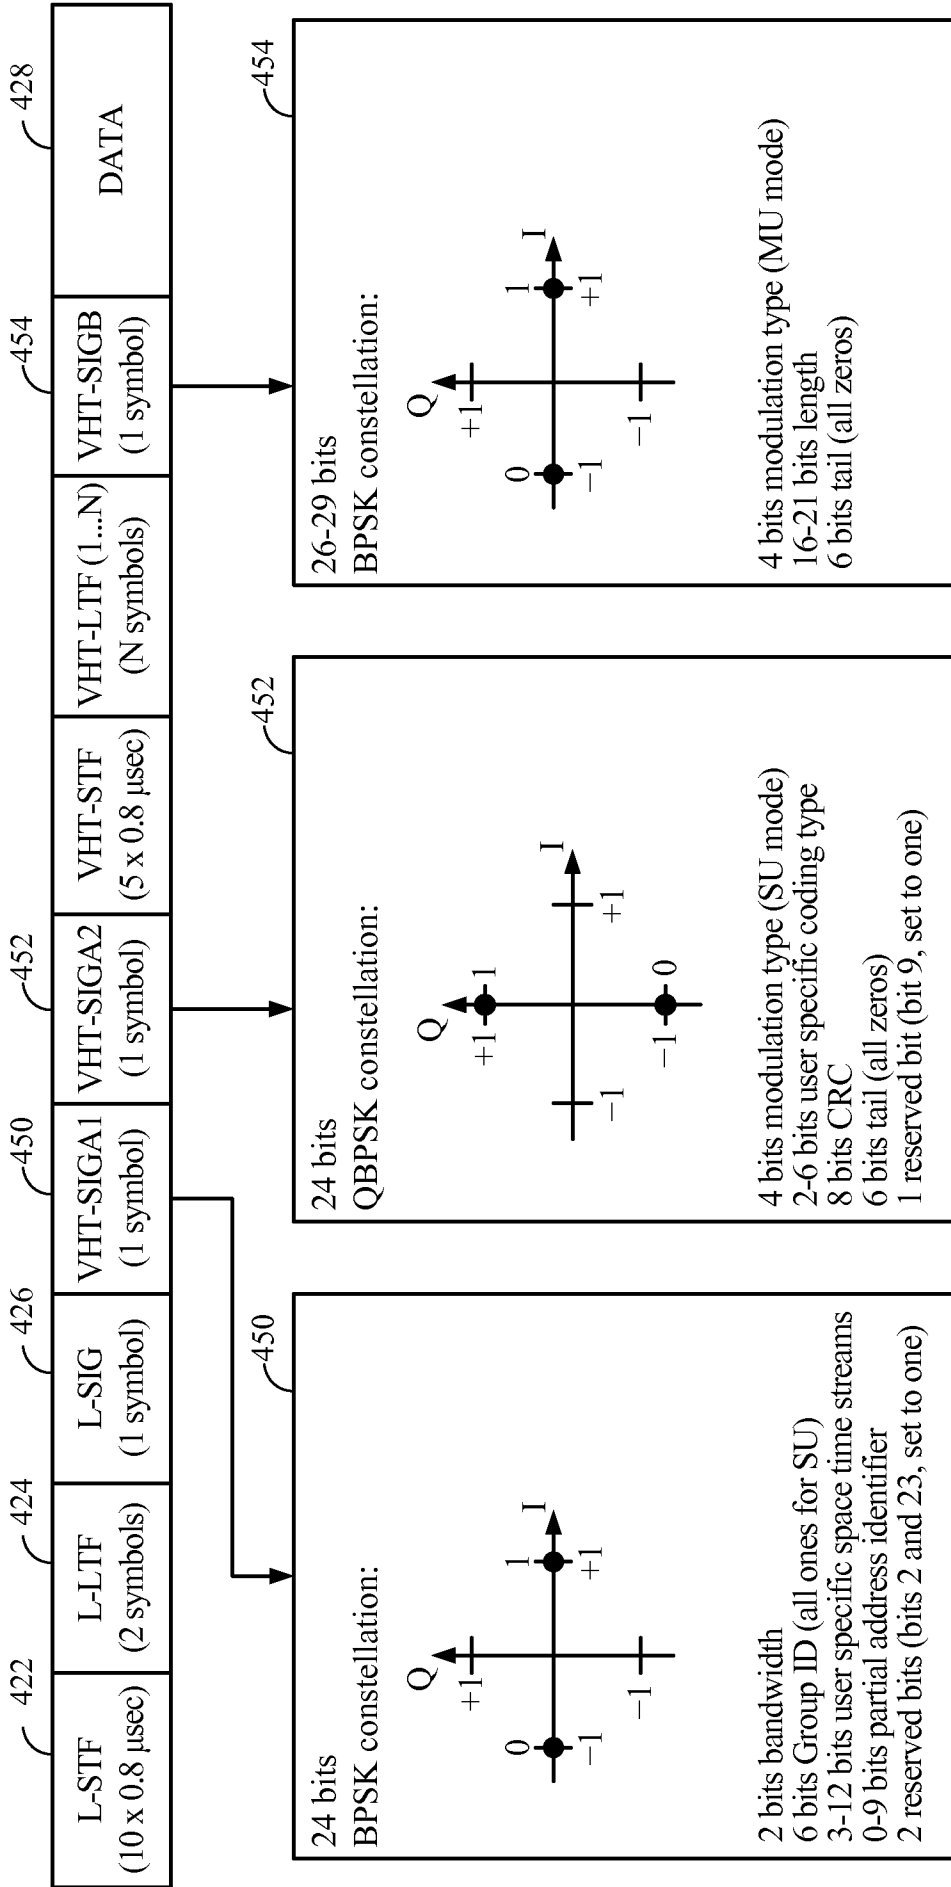 422
424
426
450
452
454
428
L-STF
(10 x 0.8 μsec)
L-LTF
(2 symbols)
L-SIG
(1 symbol)
VHT-SIGA1
(1 symbol)
VHT-SIGA2
(1 symbol)
VHT-STF
(5 x 0.8 μsec)
VHT-LTF (1...N)
(N symbols)
VHT-SIGB
(1 symbol)
DATA
450
24 bits
BPSK constellation:
Q
+1
I
0
1
−1
+1
−1
2 bits bandwidth
6 bits Group ID (all ones for SU)
3-12 bits user specific space time streams
0-9 bits partial address identifier
2 reserved bits (bits 2 and 23, set to one)
452
24 bits
QBPSK constellation:
Q
+1
1
I
−1
+1
−1
0
4 bits modulation type (SU mode)
2-6 bits user specific coding type
8 bits CRC
6 bits tail (all zeros)
1 reserved bit (bit 9, set to one)
454
26-29 bits
BPSK constellation:
Q
+1
I
0
1
−1
+1
−1
4 bits modulation type (MU mode)
16-21 bits length
6 bits tail (all zeros)